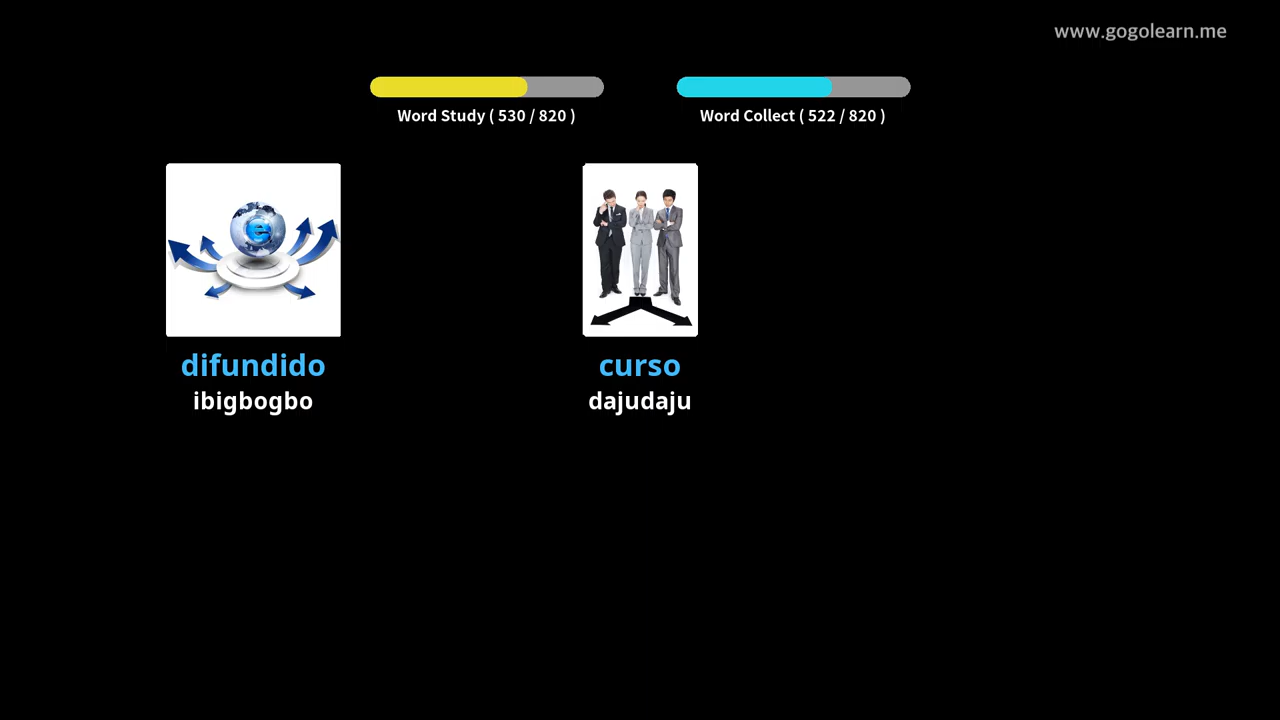 www.gogolearn.me
Word Study ( 530 / 820 )
Word Collect ( 522 / 820 )
e
difundido
ibigbogbo
curso
dajudaju